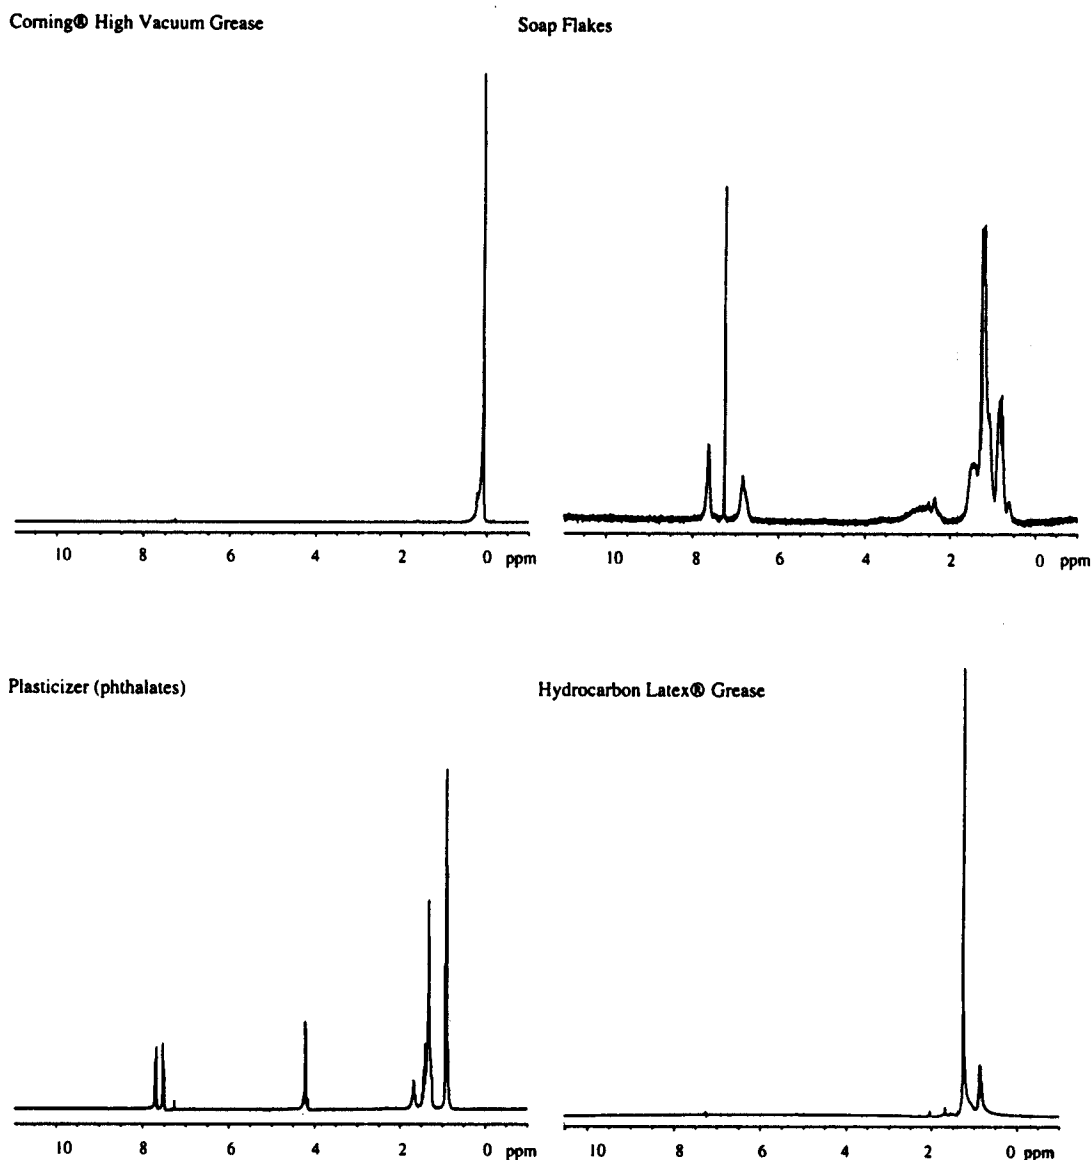 Corning® High Vacuum Grease
Soap Flakes
10 8 6 4 2 0 ppm
10 8 6 4 2 0 ppm
Plasticizer (phthalates)
Hydrocarbon Latex® Grease
10 8 6 4 2 0 ppm
10 8 6 4 2 0 ppm